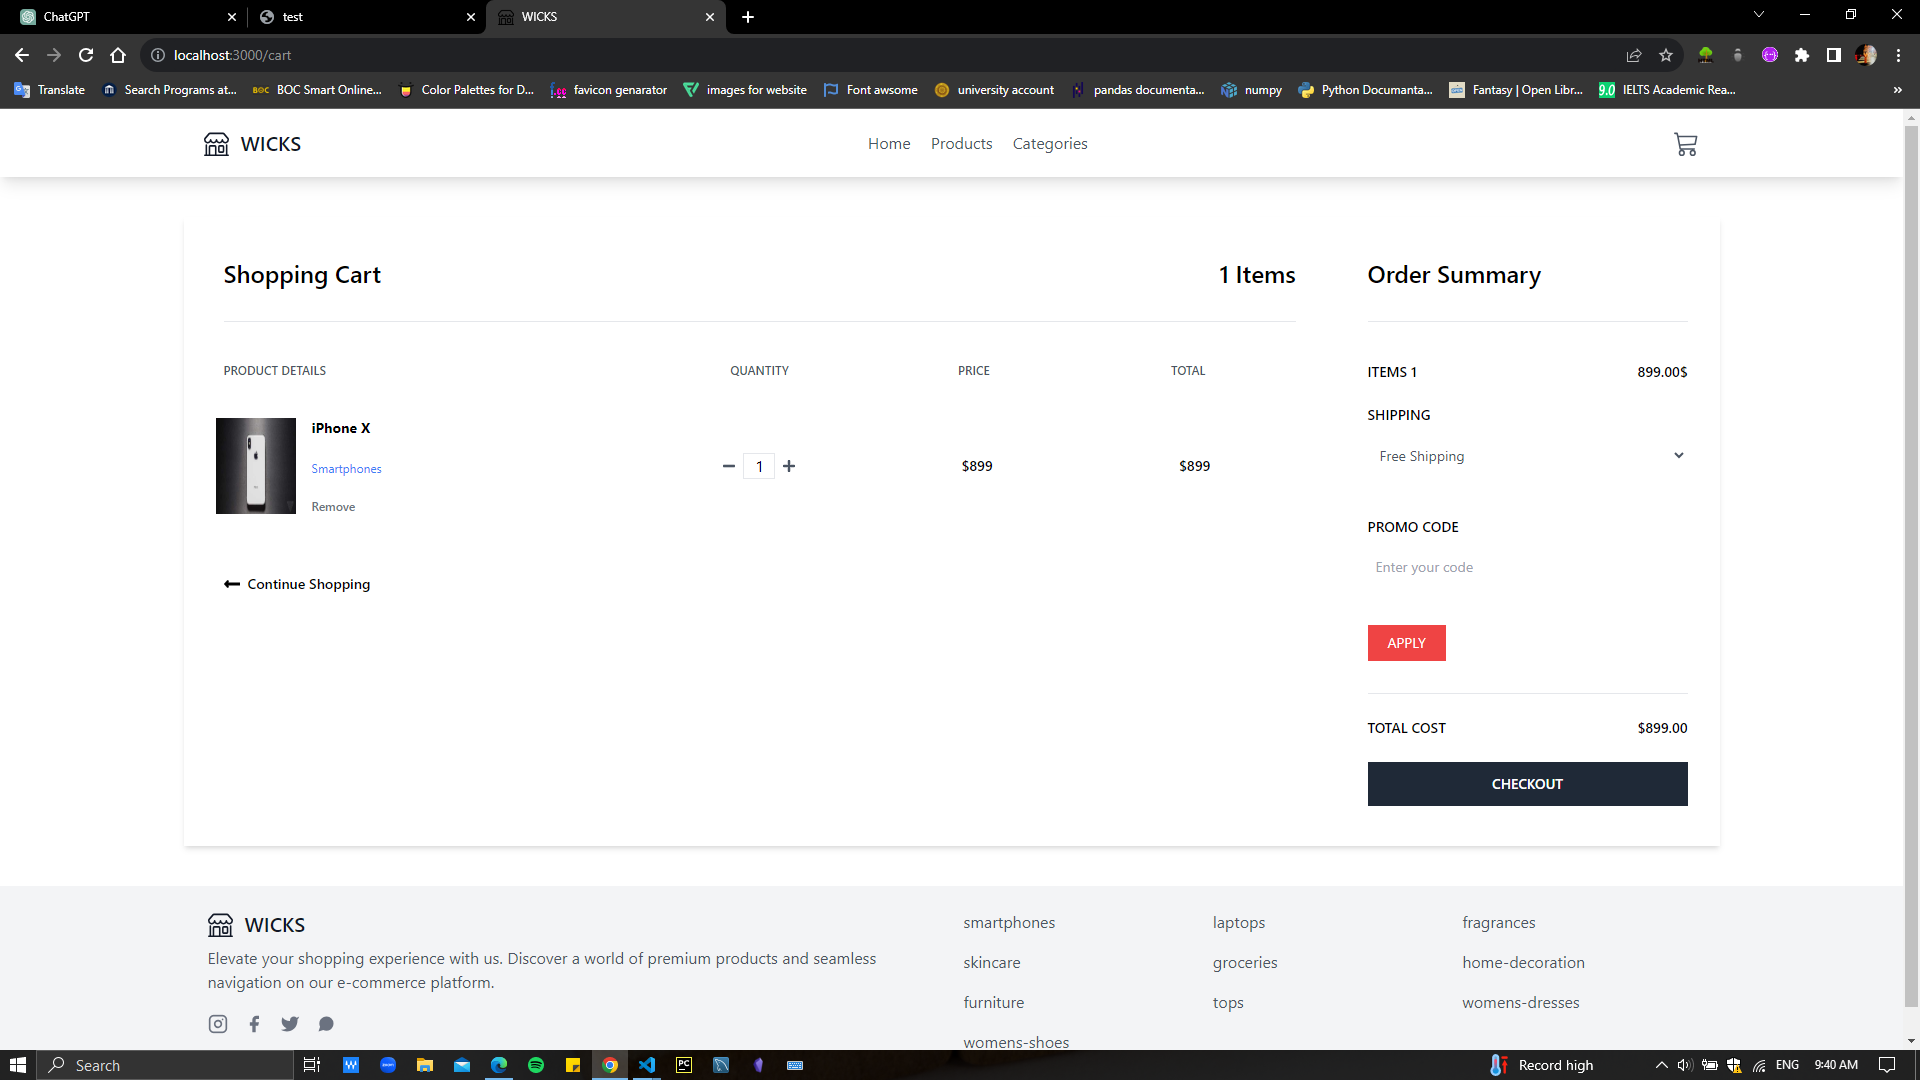 ChatGPT
test
WICKS
localhost:3000/cart
Translate
Search Programs at...
BOC BOC Smart Online...
Color Palettes for D...
favicon genarator
images for website
Font awsome
university account
pandas documenta...
numpy
Python Documanta...
Fantasy | Open Libr...
9.0 IELTS Academic Rea...
WICKS
Home Products Categories
Shopping Cart 1 Items
Order Summary
PRODUCT DETAILS QUANTITY PRICE TOTAL
iPhone X
Smartphones
Remove
1
$899
$899
Continue Shopping
ITEMS 1 899.00$
SHIPPING
Free Shipping
PROMO CODE
Enter your code
APPLY
TOTAL COST $899.00
CHECKOUT
WICKS
Elevate your shopping experience with us. Discover a world of premium products and seamless
navigation on our e-commerce platform.
smartphones laptops fragrances
skincare groceries home-decoration
furniture tops womens-dresses
womens-shoes
Search
PC
Record high
ENG
9:40 AM